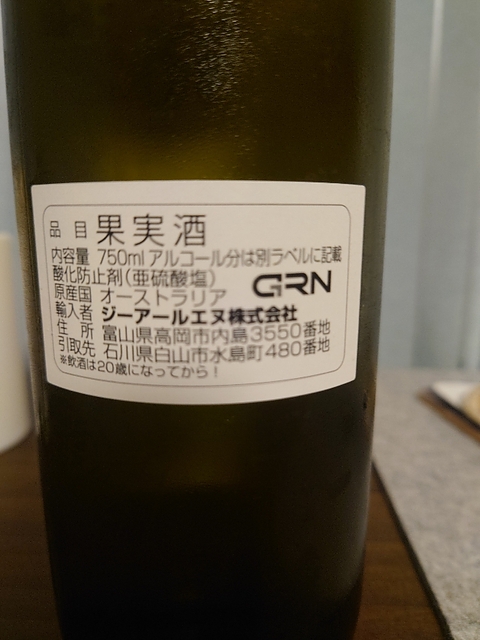 品目 果実酒
内容量 750ml アルコール分は別ラベルに記載
酸化防止剤(亜硫酸塩)
原産国 オーストラリア GRN
輸入者 ジーアールエヌ株式会社
住所 富山県高岡市内島3550番地
引取先 石川県白山市水島町480番地
※飲酒は20歳になってから!